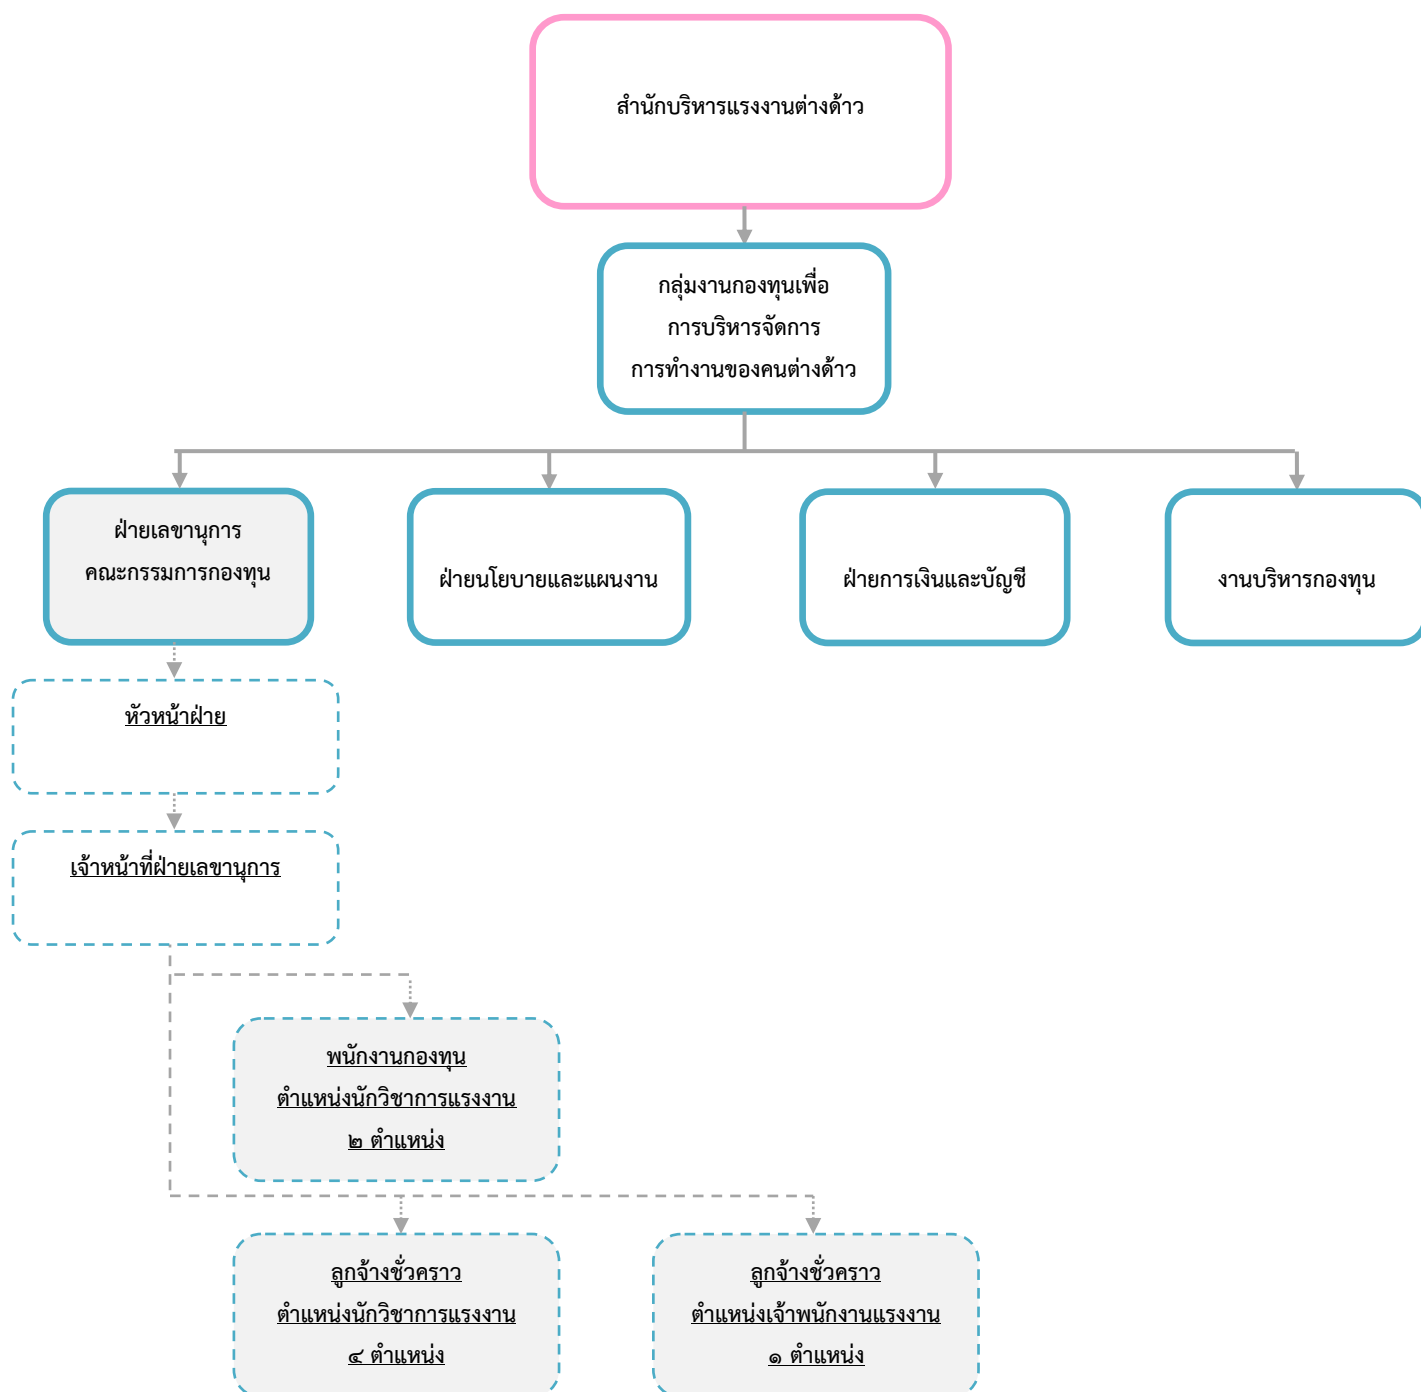 สำนักบริหารแรงงานต่างด้าว
กลุ่มงานกองทุนเพื่อ
การบริหารจัดการ
การทำงานของคนต่างด้าว
ฝ่ายเลขานุการ
คณะกรรมการกองทุน
ฝ่ายนโยบายและแผนงาน
ฝ่ายการเงินและบัญชี
งานบริหารกองทุน
หัวหน้าฝ่าย
เจ้าหน้าที่ฝ่ายเลขานุการ
พนักงานกองทุน
ตำแหน่งนักวิชาการแรงงาน
๒ ตำแหน่ง
ลูกจ้างชั่วคราว
ตำแหน่งนักวิชาการแรงงาน
๔ ตำแหน่ง
ลูกจ้างชั่วคราว
ตำแหน่งเจ้าพนักงานแรงงาน
๑ ตำแหน่ง